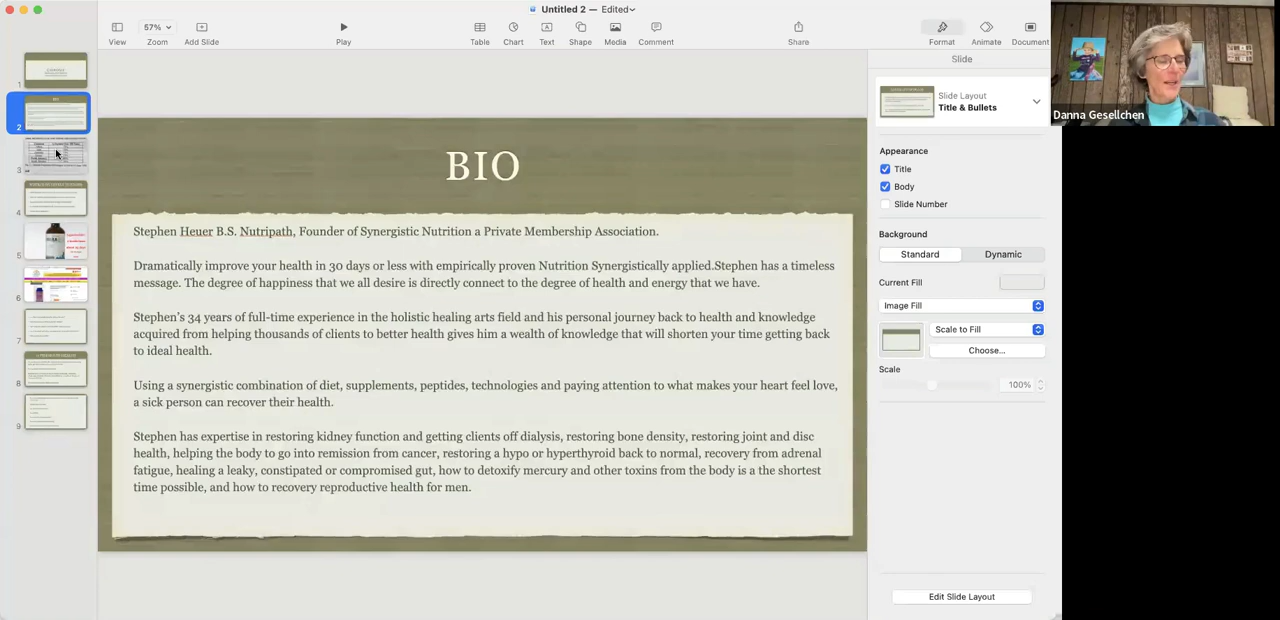 Untitled 2 — Edited
57%
View
Zoom
Add Slide
Play
Table
Chart
Text
Shape
Media
Comment
Share
Format
Animate
Document
Slide
Slide Layout
Title & Bullets
Danna Gesellchen
Appearance
Title
Body
Slide Number
Background
Standard
Dynamic
Current Fill
Image Fill
Scale to Fill
Choose...
Scale
100%
Edit Slide Layout
1
2
3
4
5
6
7
8
9
BIO
BIO
Stephen Heuer B.S. Nutripath, Founder of Synergistic Nutrition a Private Membership Association.
Dramatically improve your health in 30 days or less with empirically proven Nutrition Synergistically applied.Stephen has a timeless
message. The degree of happiness that we all desire is directly connect to the degree of health and energy that we have.
Stephen's 34 years of full-time experience in the holistic healing arts field and his personal journey back to health and knowledge
acquired from helping thousands of clients to better health gives him a wealth of knowledge that will shorten your time getting back
to ideal health.
Using a synergistic combination of diet, supplements, peptides, technologies and paying attention to what makes your heart feel love,
a sick person can recover their health.
Stephen has expertise in restoring kidney function and getting clients off dialysis, restoring bone density, restoring joint and disc
health, helping the body to go into remission from cancer, restoring a hypo or hyperthyroid back to normal, recovery from adrenal
fatigue, healing a leaky, constipated or compromised gut, how to detoxify mercury and other toxins from the body is a the shortest
time possible, and how to recovery reproductive health for men.